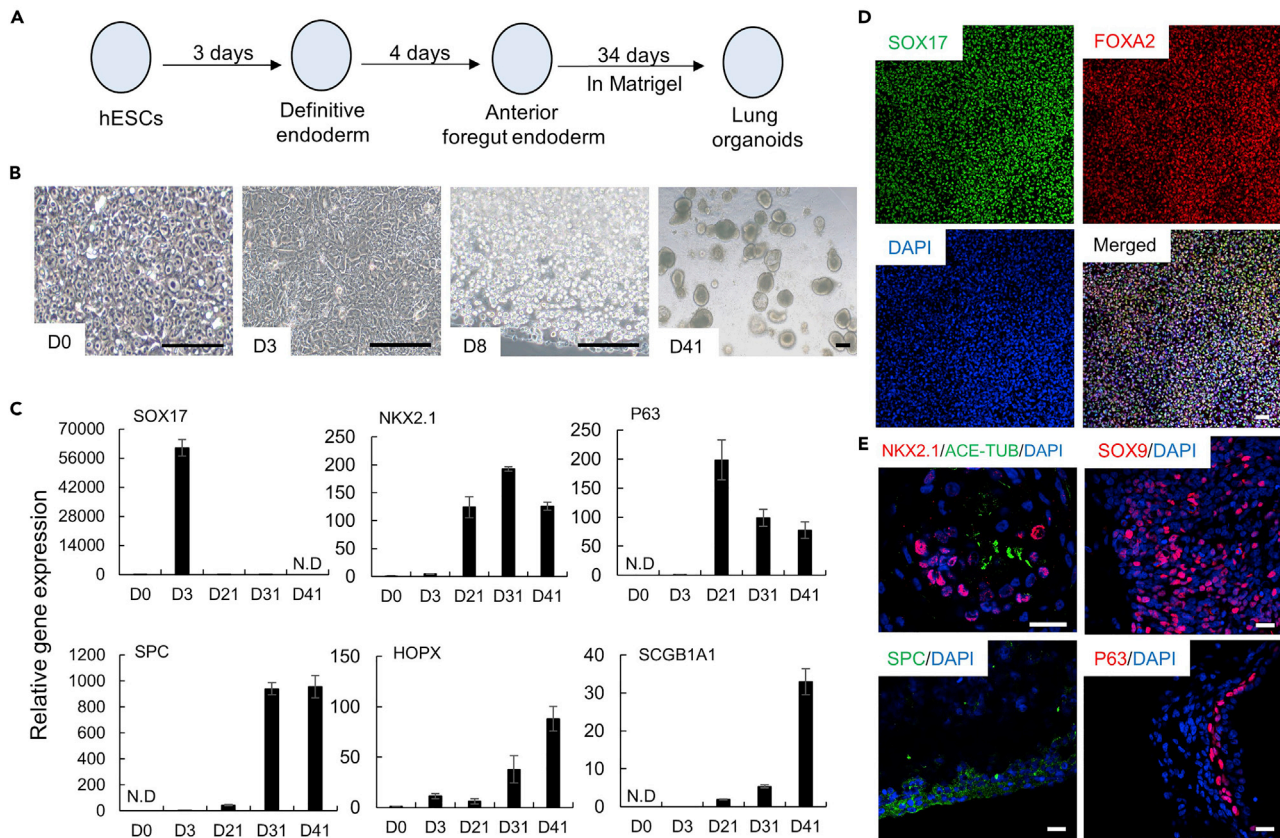 A
3 days
4 days
34 days
In Matrigel
hESCs
Definitive
endoderm
Anterior
foregut endoderm
Lung
organoids
B
D0
D3
D8
D41
C
Relative gene expression
SOX17
70000
56000
42000
28000
14000
0
N.D
D0 D3 D21 D31 D41
NKX2.1
250
200
150
100
50
0
D0 D3 D21 D31 D41
P63
250
200
150
100
50
0
N.D
D0 D3 D21 D31 D41
SPC
1200
1000
800
600
400
200
0
N.D
D0 D3 D21 D31 D41
HOPX
150
100
50
0
D0 D3 D21 D31 D41
SCGB1A1
40
30
20
10
0
N.D
D0 D3 D21 D31 D41
D
SOX17
FOXA2
DAPI
Merged
E
NKX2.1/ACE-TUB/DAPI
SOX9/DAPI
SPC/DAPI
P63/DAPI